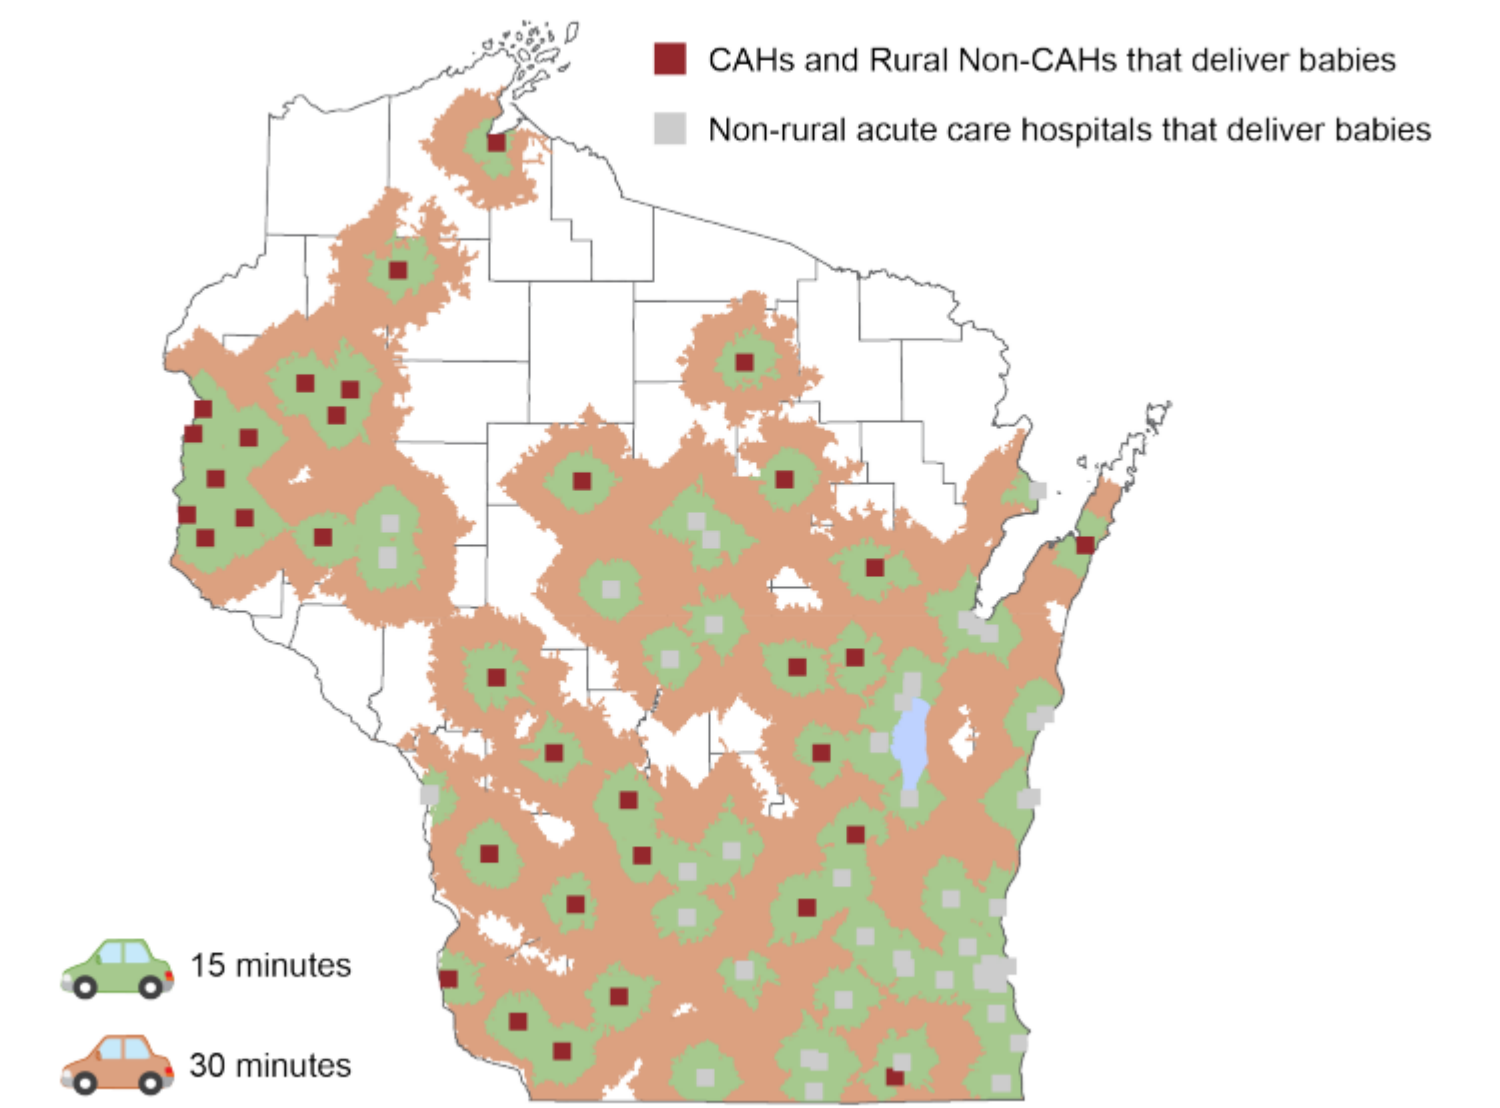 CAHs and Rural Non-CAHs that deliver babies
Non-rural acute care hospitals that deliver babies
15 minutes
30 minutes